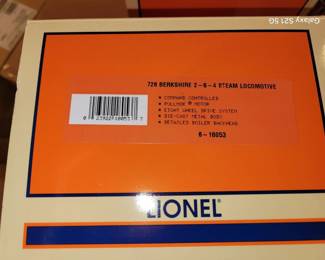 Galaxy S21 5G
726 BERKSHIRE 2-8-4 STEAM LOCOMOTIVE
• COMMAND CONTROLLED
• PULLMOR® MOTOR
• EIGHT WHEEL DRIVE SYSTEM
• DIE-CAST METAL BODY
• DETAILED BOILER BACKHEAD
6-18053
LIONEL®